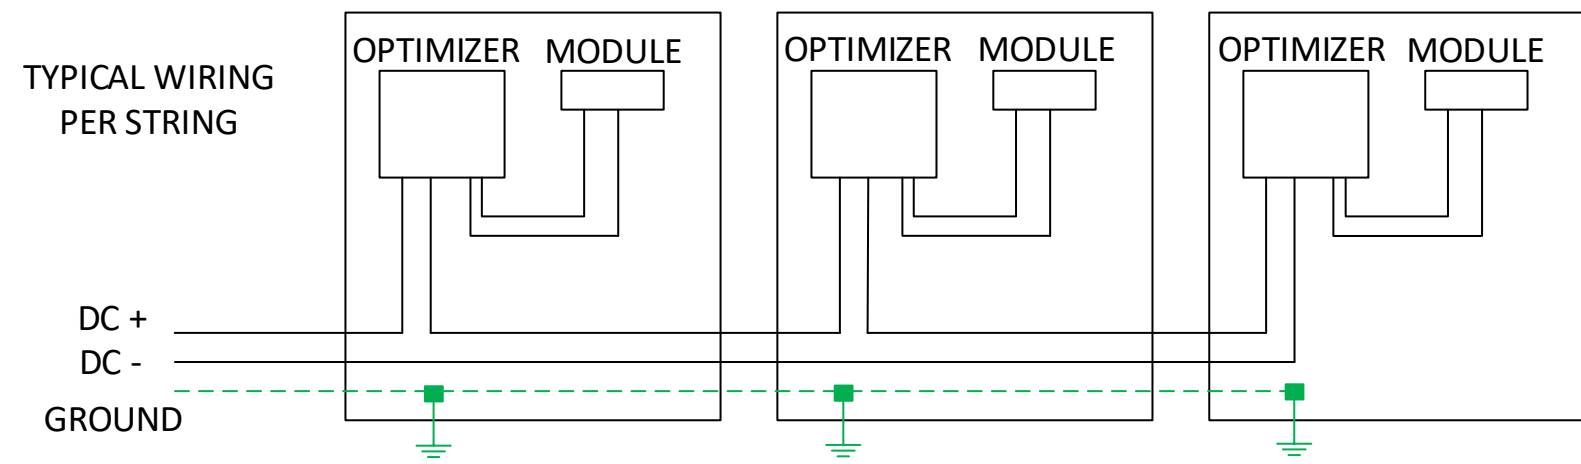 TYPICAL WIRING
PER STRING
OPTIMIZER MODULE
OPTIMIZER MODULE
OPTIMIZER MODULE
DC +
DC -
GROUND